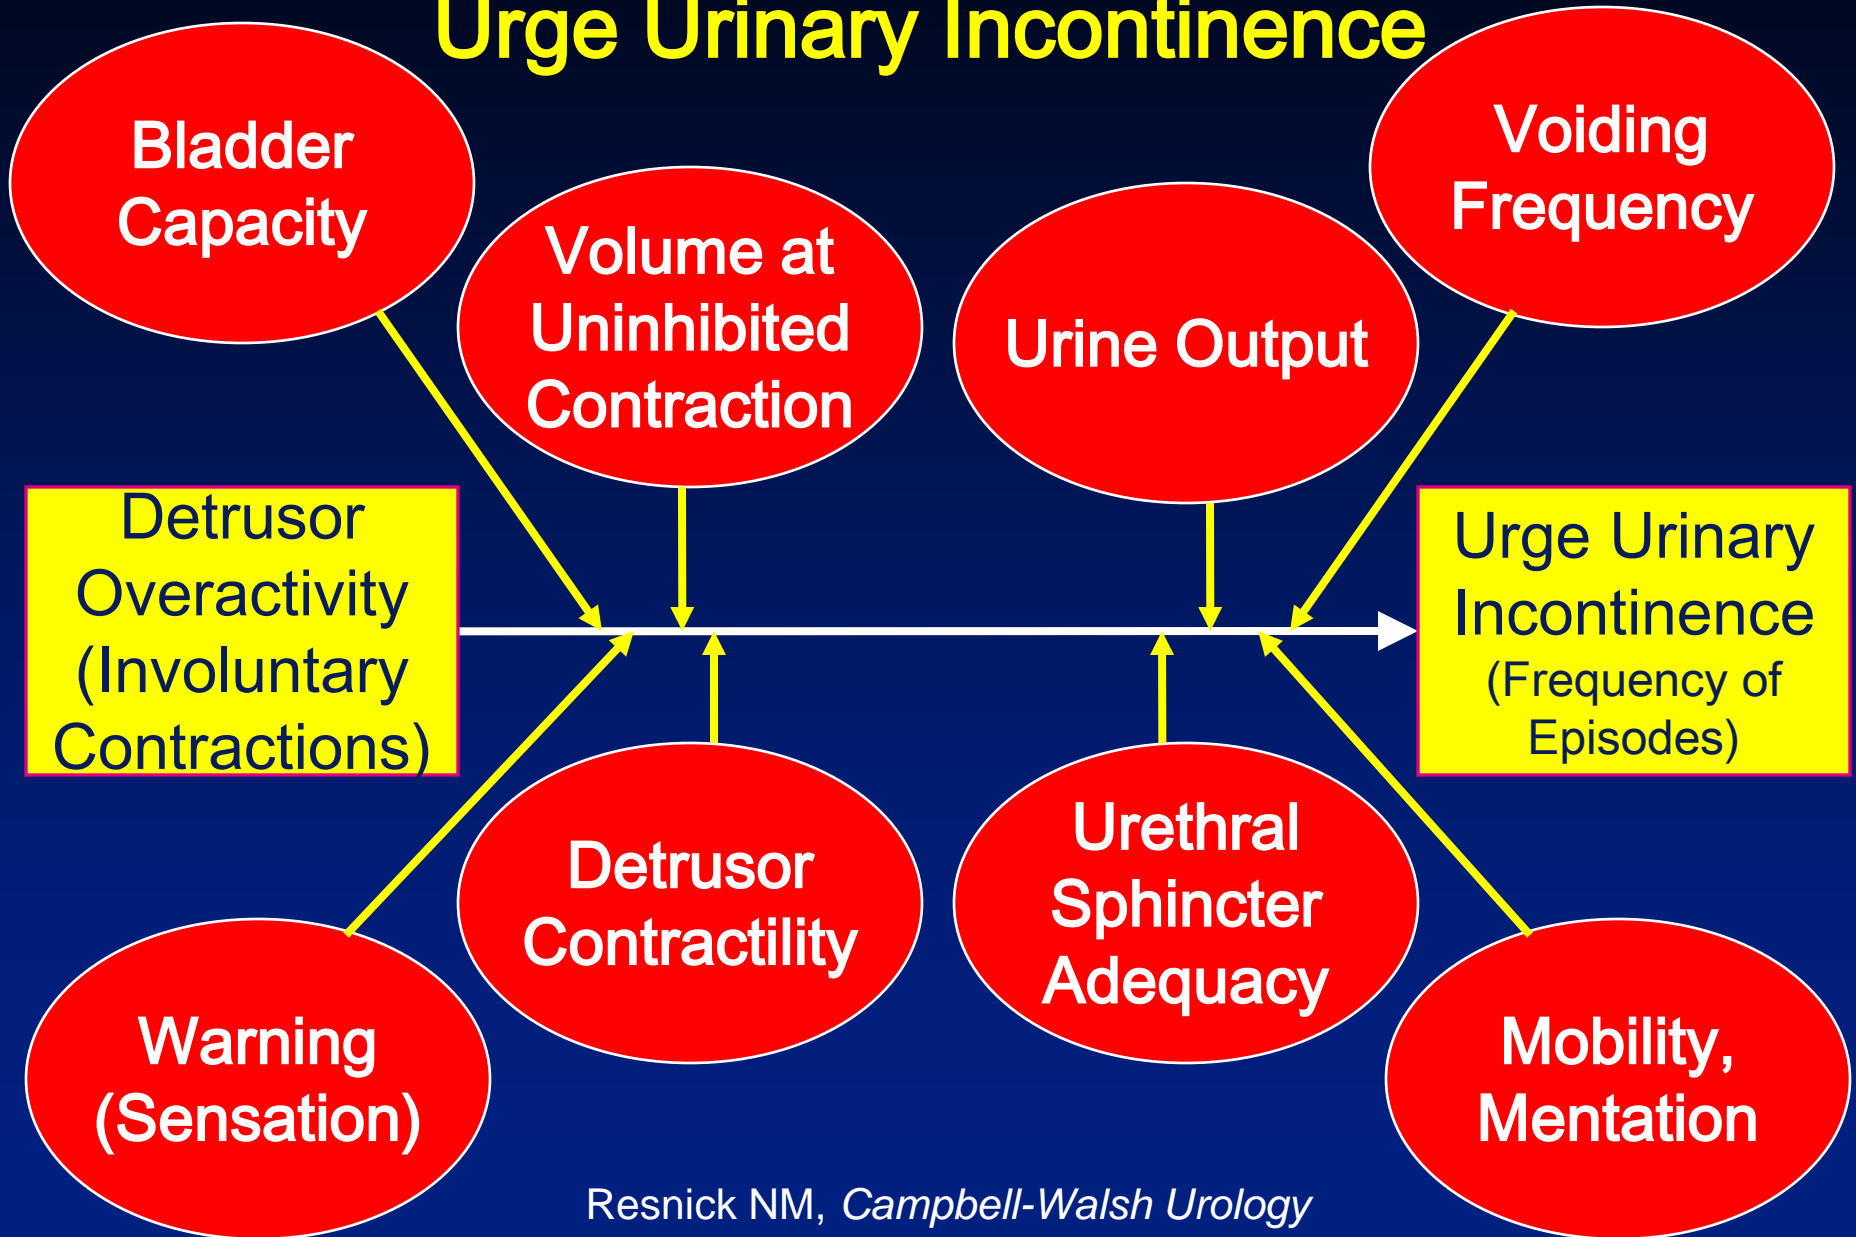 Urge Urinary Incontinence
Bladder
Capacity
Volume at
Uninhibited
Contraction
Urine Output
Voiding
Frequency
Detrusor
Overactivity
(Involuntary
Contractions)
Urge Urinary
Incontinence
(Frequency of
Episodes)
Warning
(Sensation)
Detrusor
Contractility
Urethral
Sphincter
Adequacy
Mobility,
Mentation
Resnick NM, Campbell-Walsh Urology